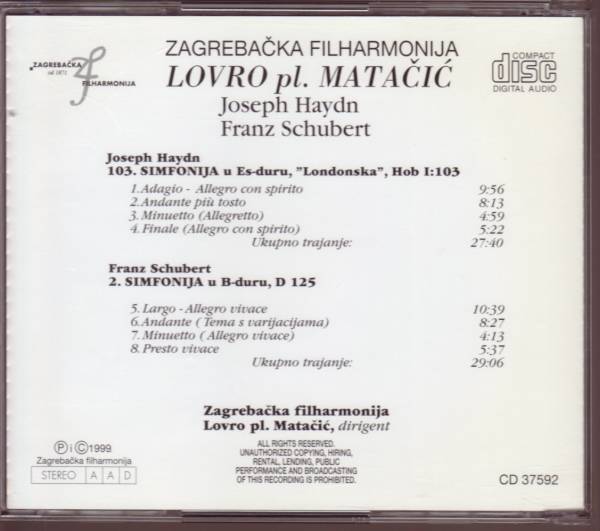 ZAGREBAČKA
od 1871
zf
FILHARMONIJA
ZAGREBAČKA FILHARMONIJA
LOVRO pl. MATAČIĆ
Joseph Haydn
Franz Schubert
COMPACT
disc
DIGITAL AUDIO
Joseph Haydn
103. SIMFONIJA u Es-duru, "Londonska", Hob I:103
1.Adagio - Allegro con spirito 9:56
2.Andante più tosto 8:13
3.Minuetto (Allegretto) 4:59
4.Finale (Allegro con spirito) 5:22
Ukupno trajanje: 27:40
Franz Schubert
2. SIMFONIJA u B-duru, D 125
5. Largo - Allegro vivace 10:39
6.Andante ( Tema s varijacijama) 8:27
7.Minuetto ( Allegro vivace) 4:13
8.Presto vivace 5:37
Ukupno trajanje: 29:06
Zagrebačka filharmonija
Lovro pl. Matačić, dirigent
ALL RIGHTS RESERVED.
UNAUTHORIZED COPYING, HIRING,
RENTAL, LENDING, PUBLIC
PERFORMANCE AND BROADCASTING
OF THIS RECORDING IS PROHIBITED.
Ⓟ i Ⓒ 1999.
Zagrebačka filharmonija
STEREO A A D
CD 37592